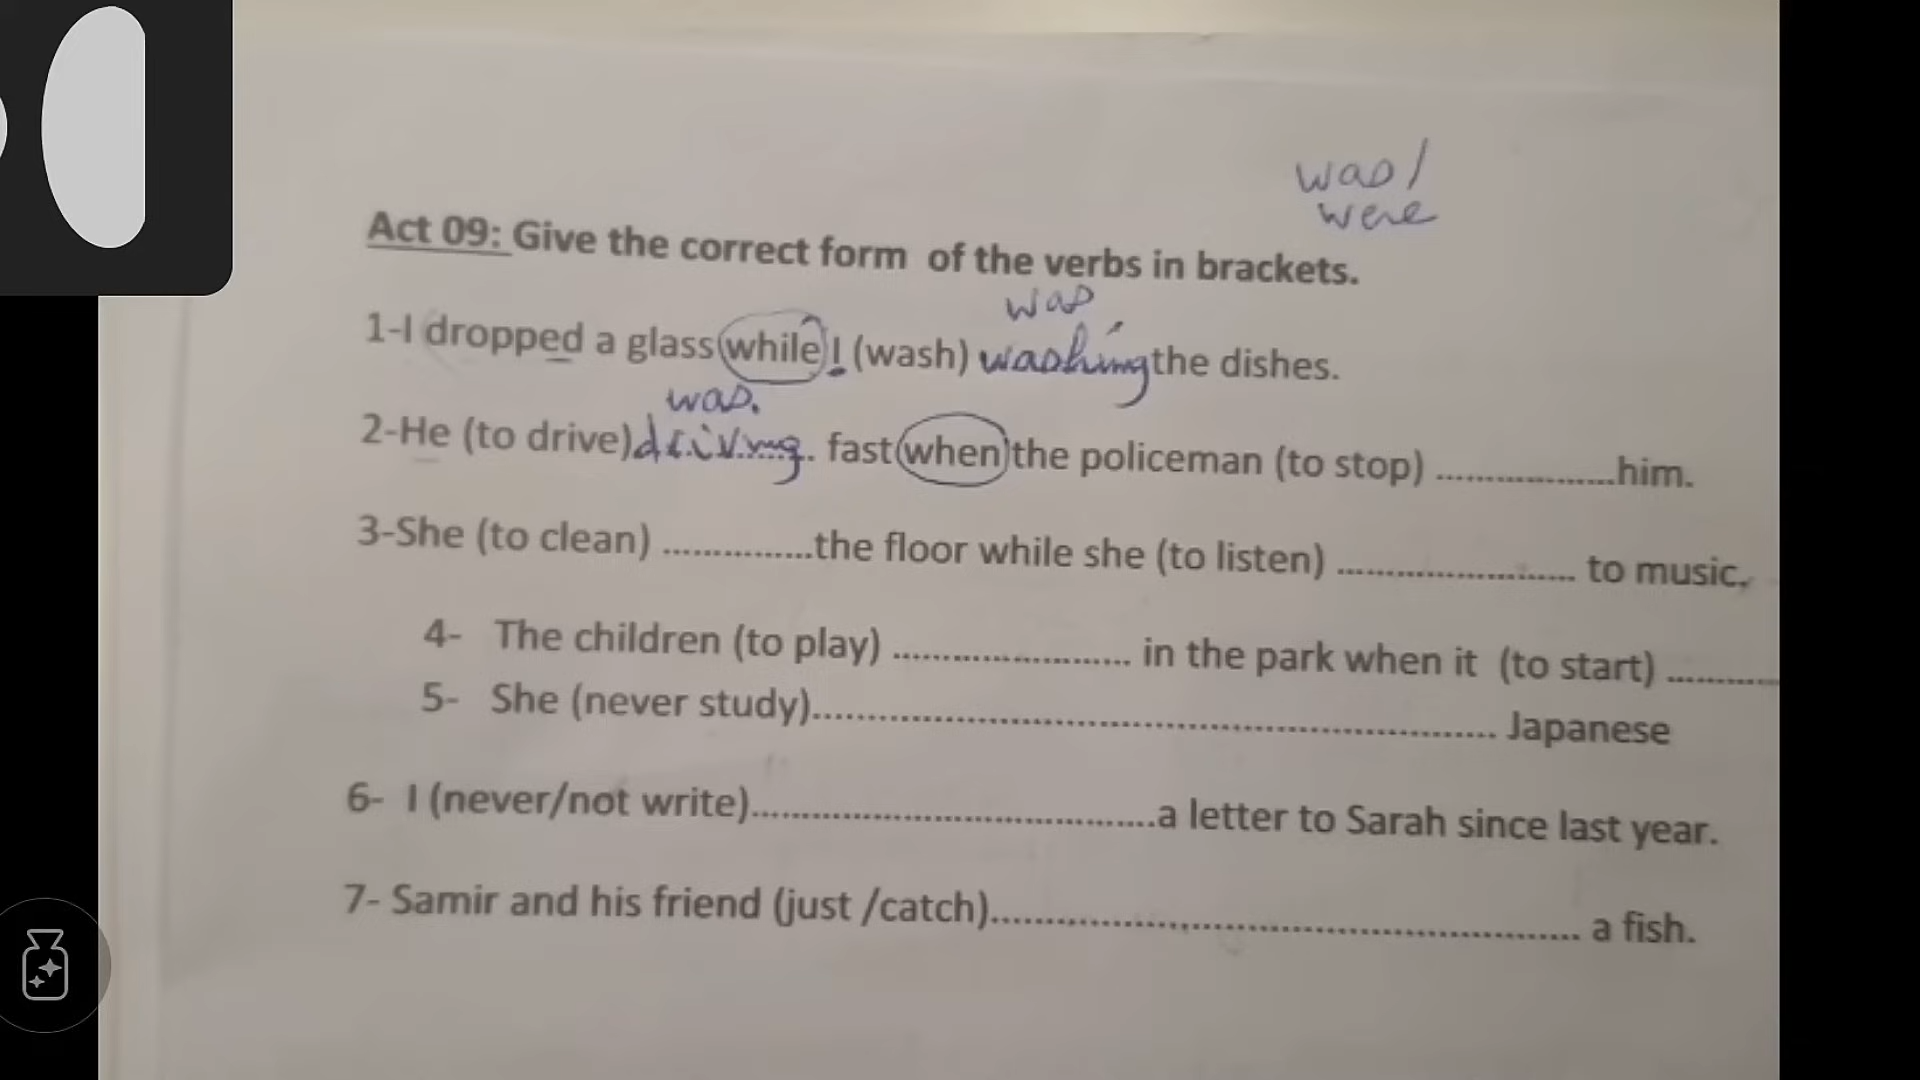 was/
were
Act 09: Give the correct form of the verbs in brackets.
was
1-I dropped a glass while I (wash) washing the dishes.
was.
2-He (to drive) driving. fast when the policeman (to stop) ..................him.
3-She (to clean) ...............the floor while she (to listen) ........................ to music.
4- The children (to play) ........................ in the park when it (to start) ...........
5- She (never study)..................................................................... Japanese
6- I (never/not write).........................................a letter to Sarah since last year.
7- Samir and his friend (just /catch)............................................................ a fish.